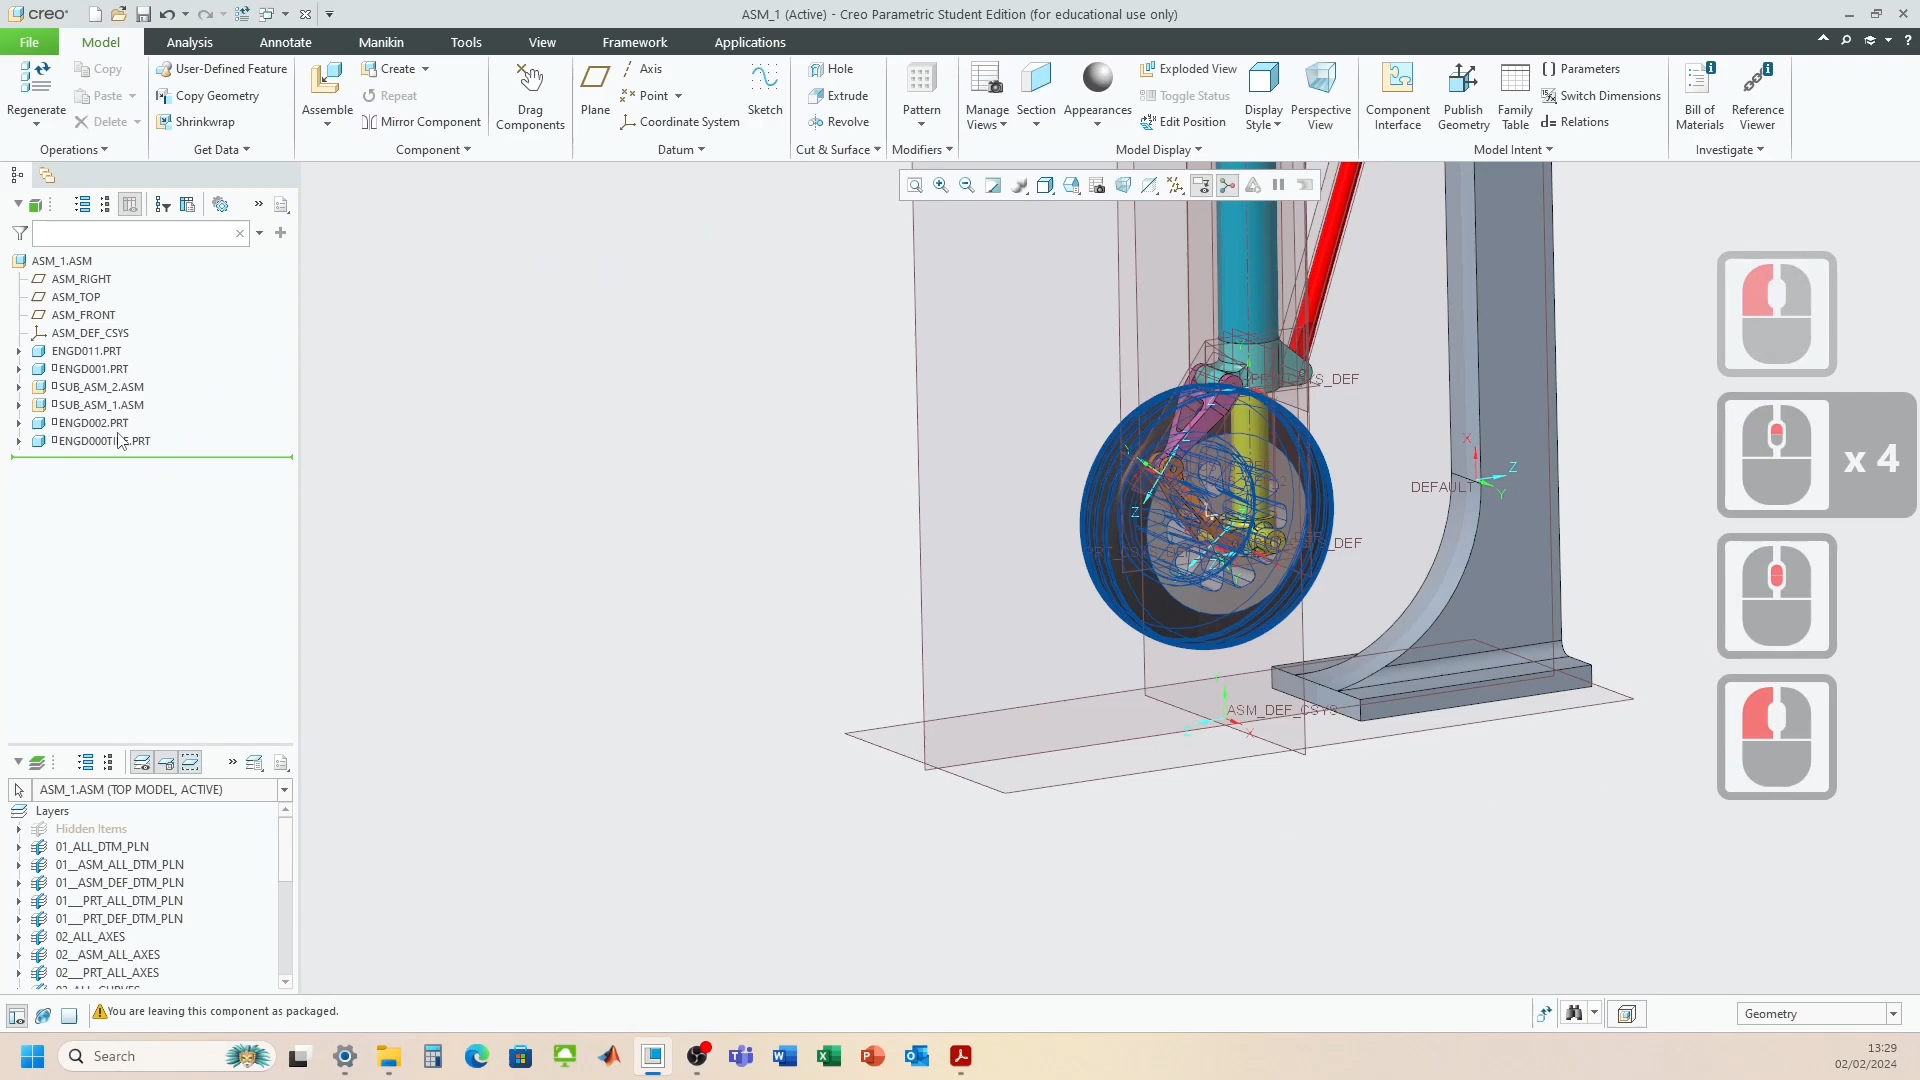 creo
ASM_1 (Active) - Creo Parametric Student Edition (for educational use only)
File Model Analysis Annotate Manikin Tools View Framework Applications
Regenerate
Copy
Paste
Delete
Operations
User-Defined Feature
Copy Geometry
Shrinkwrap
Get Data
Assemble
Create
Repeat
Mirror Component
Component
Drag
Components
Plane
Axis
Point
Coordinate System
Sketch
Datum
Hole
Extrude
Revolve
Cut & Surface
Pattern
Modifiers
Manage
Views
Section
Appearances
Exploded View
Toggle Status
Edit Position
Display
Style
Perspective
View
Model Display
Component
Interface
Publish
Geometry
Family
Table
Parameters
Switch Dimensions
Relations
Model Intent
Bill of
Materials
Reference
Viewer
Investigate
ASM_1.ASM
ASM_RIGHT
ASM_TOP
ASM_FRONT
ASM_DEF_CSYS
ENGD011.PRT
ENGD001.PRT
SUB_ASM_2.ASM
SUB_ASM_1.ASM
ENGD002.PRT
S_DEF
DEFAULT
X
Z
Y
Z
_DEF
ASM_DEF_CSYS
X
x 4
ASM_1.ASM (TOP MODEL, ACTIVE)
Layers
Hidden Items
01_ALL_DTM_PLN
01__ASM_ALL_DTM_PLN
01__ASM_DEF_DTM_PLN
01___PRT_ALL_DTM_PLN
01___PRT_DEF_DTM_PLN
02_ALL_AXES
02__ASM_ALL_AXES
02___PRT_ALL_AXES
You are leaving this component as packaged.
Geometry
Search
13:29
02/02/2024